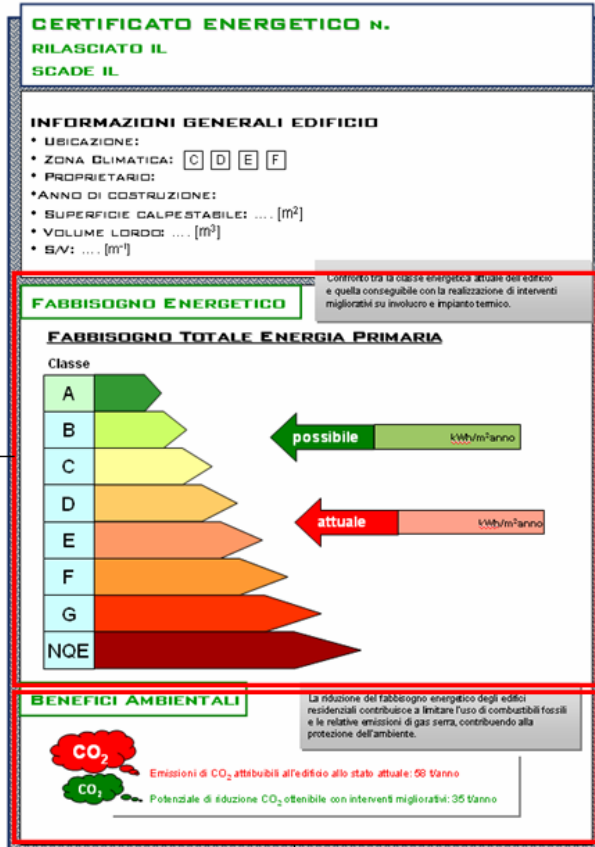 CERTIFICATO ENERGETICO N.
RILASCIATO IL
SCADE IL
INFORMAZIONI GENERALI EDIFICIO
• UBICAZIONE:
• ZONA CLIMATICA: C D E F
• PROPRIETARIO:
•ANNO DI COSTRUZIONE:
• SUPERFICIE CALPESTABILE: .... [m²]
• VOLUME LORDO: .... [m³]
• S/V: .... [m⁻¹]
Confronto tra la classe energetica attuale dell'edificio
e quella conseguibile con la realizzazione di interventi
migliorativi su involucro e impianto termico.
FABBISOGNO ENERGETICO
FABBISOGNO TOTALE ENERGIA PRIMARIA
Classe
A
B
possibile kWh/m²anno
C
D
attuale kWh/m²anno
E
F
G
NQE
BENEFICI AMBIENTALI
La riduzione del fabbisogno energetico degli edifici
residenziali contribuisce a limitare l'uso di combustibili fossili
e le relative emissioni di gas serra, contribuendo alla
protezione dell'ambiente.
CO₂
Emissioni di CO₂ attribuibili all'edificio allo stato attuale: 58 t/anno
CO₂
Potenziale di riduzione CO₂ ottenibile con interventi migliorativi: 35 t/anno